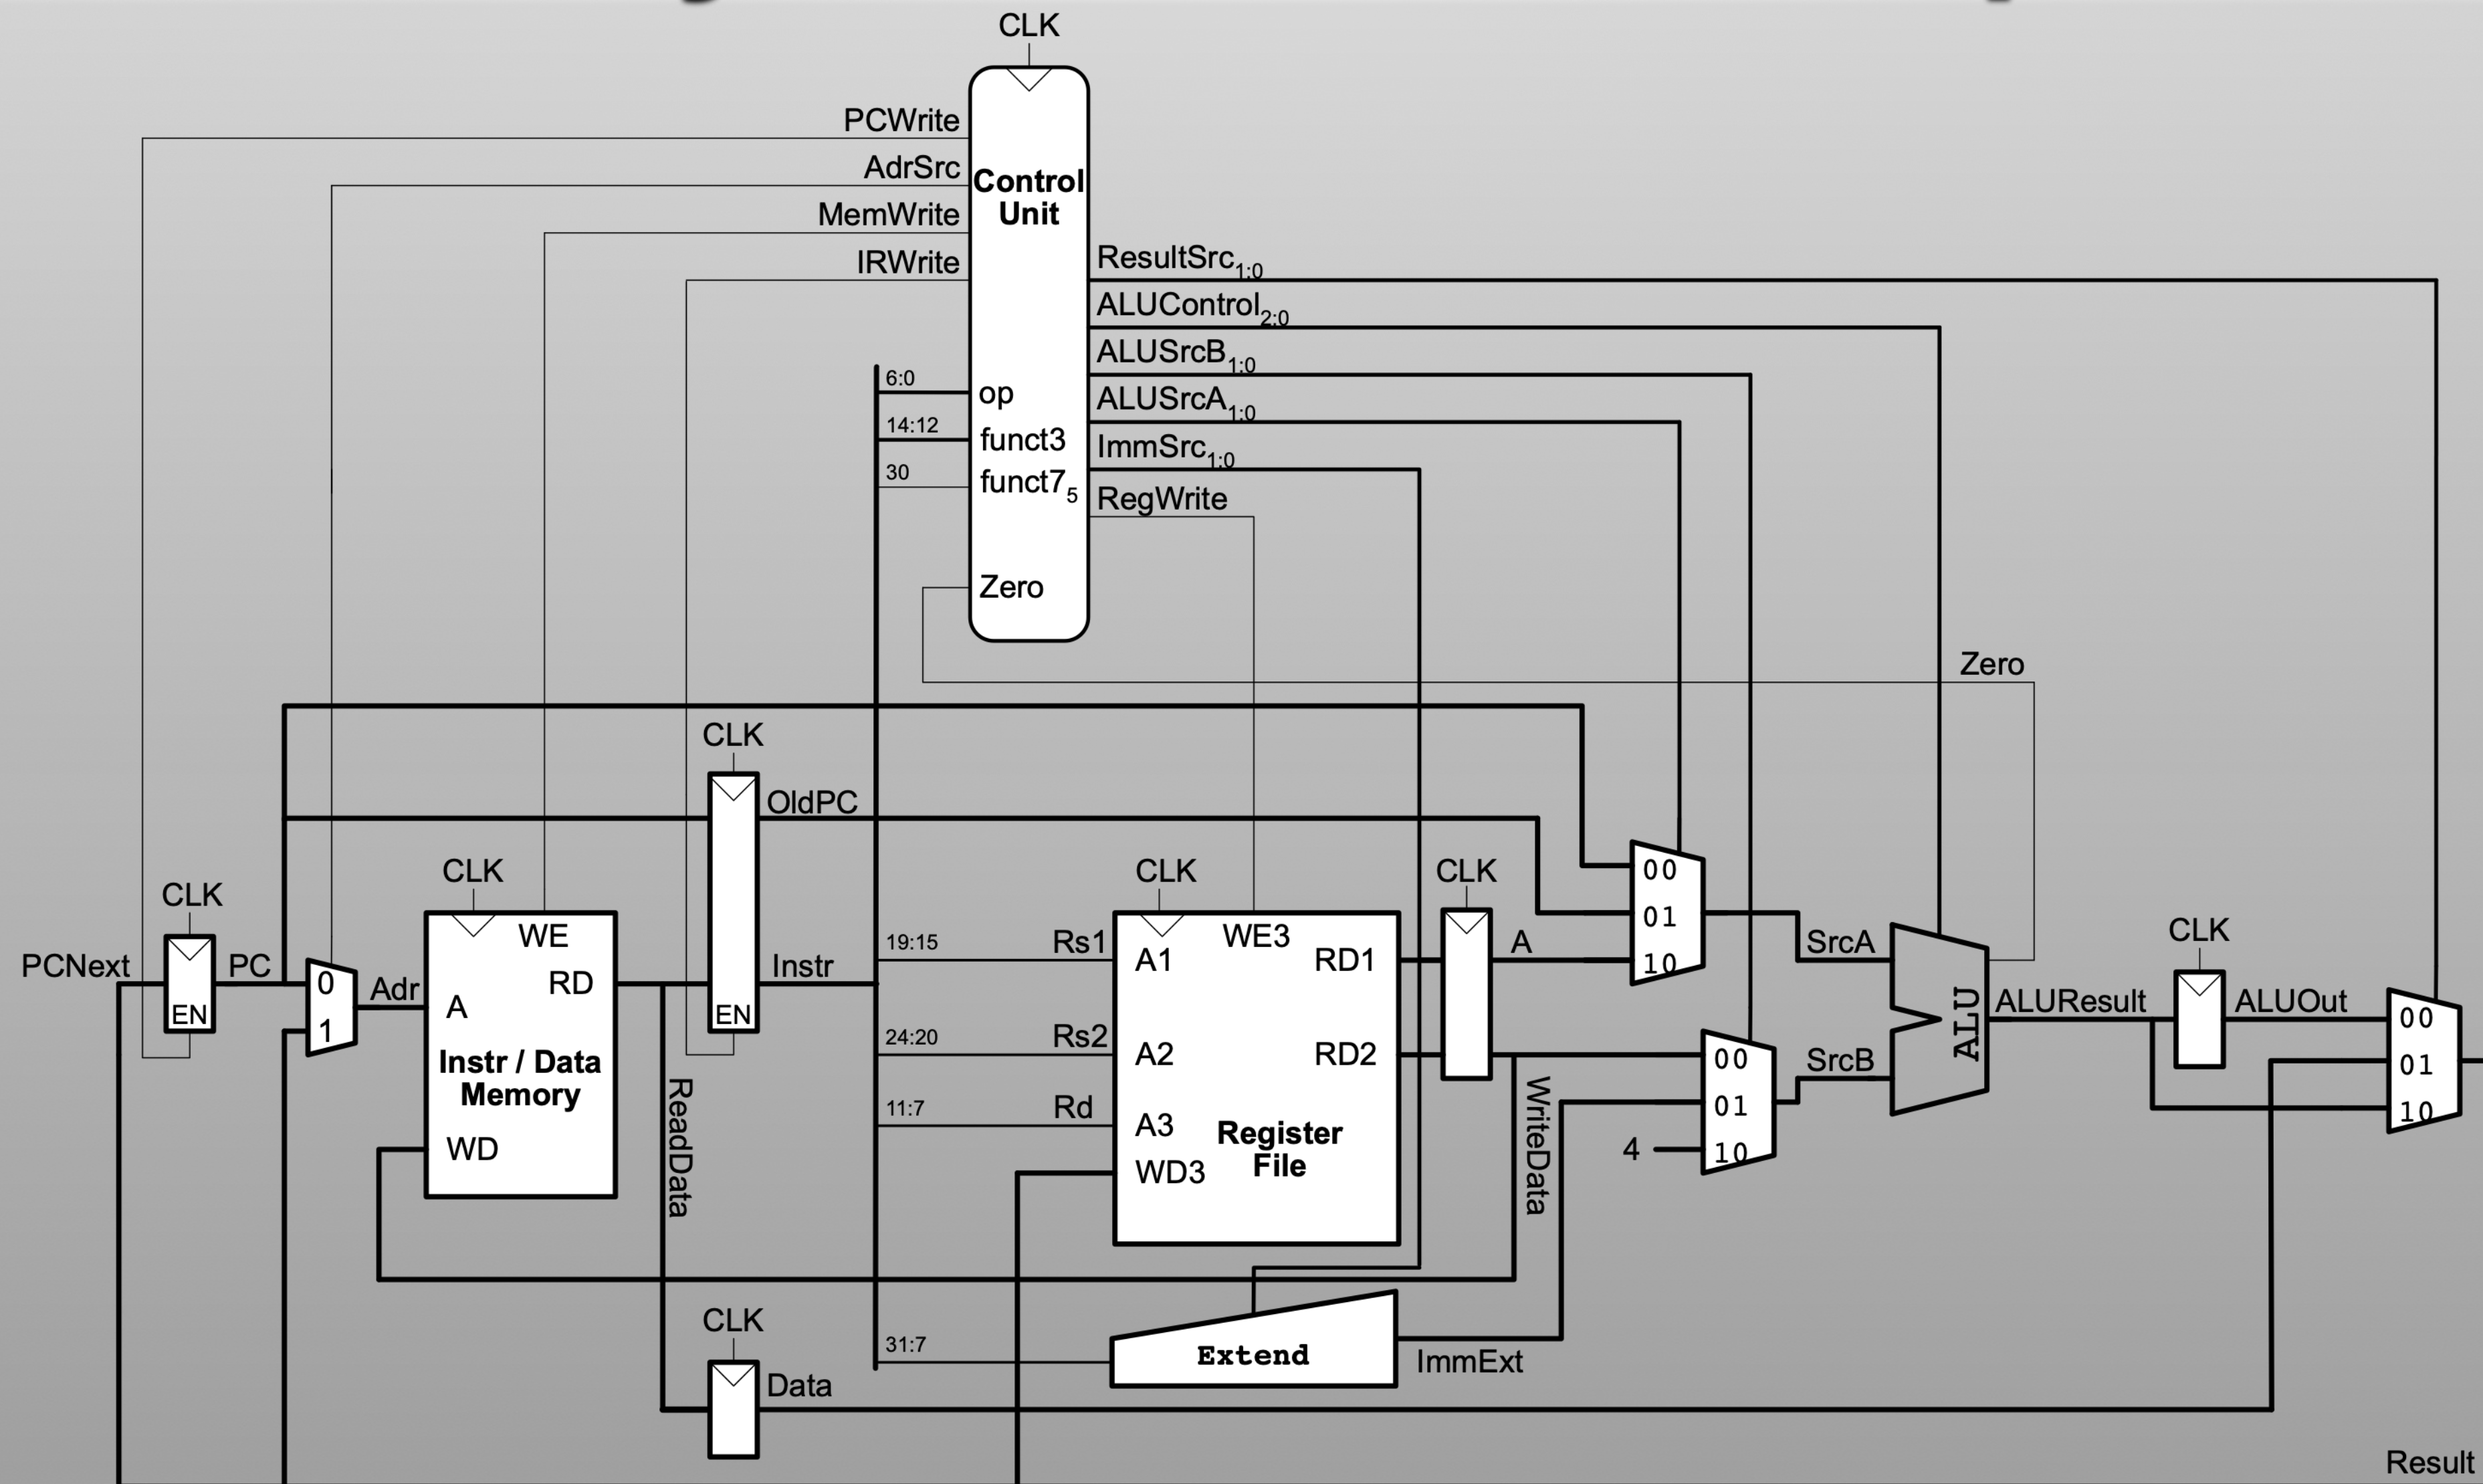 CLK
PCWrite
AdrSrc
Control
Unit
MemWrite
IRWrite
ResultSrc1:0
ALUControl2:0
ALUSrcB1:0
6:0
op
ALUSrcA1:0
14:12
funct3
ImmSrc1:0
30
funct75
RegWrite
Zero
Zero
CLK
OldPC
CLK
CLK
CLK
CLK
CLK
PCNext
EN
PC
0
1
Adr
WE
A
RD
Instr / Data
Memory
WD
EN
Instr
ReadData
19:15
Rs1
24:20
Rs2
11:7
Rd
A1
WE3
RD1
A2
RD2
A3
Register
File
WD3
A
WriteData
00
01
10
SrcA
00
01
10
4
SrcB
ALU
ALUResult
CLK
ALUOut
00
01
10
31:7
Extend
ImmExt
CLK
Data
Result